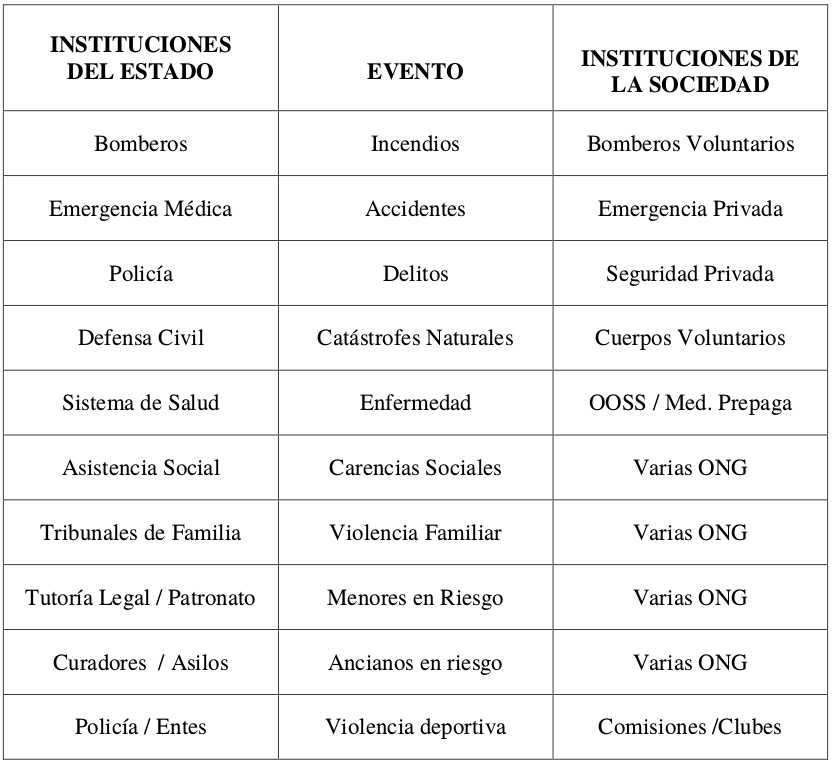 INSTITUCIONES
DEL ESTADO
EVENTO
INSTITUCIONES DE
LA SOCIEDAD
Bomberos
Incendios
Bomberos Voluntarios
Emergencia Médica
Accidentes
Emergencia Privada
Policía
Delitos
Seguridad Privada
Defensa Civil
Catástrofes Naturales
Cuerpos Voluntarios
Sistema de Salud
Enfermedad
OOSS / Med. Prepaga
Asistencia Social
Carencias Sociales
Varias ONG
Tribunales de Familia
Violencia Familiar
Varias ONG
Tutoría Legal / Patronato
Menores en Riesgo
Varias ONG
Curadores / Asilos
Ancianos en riesgo
Varias ONG
Policía / Entes
Violencia deportiva
Comisiones /Clubes